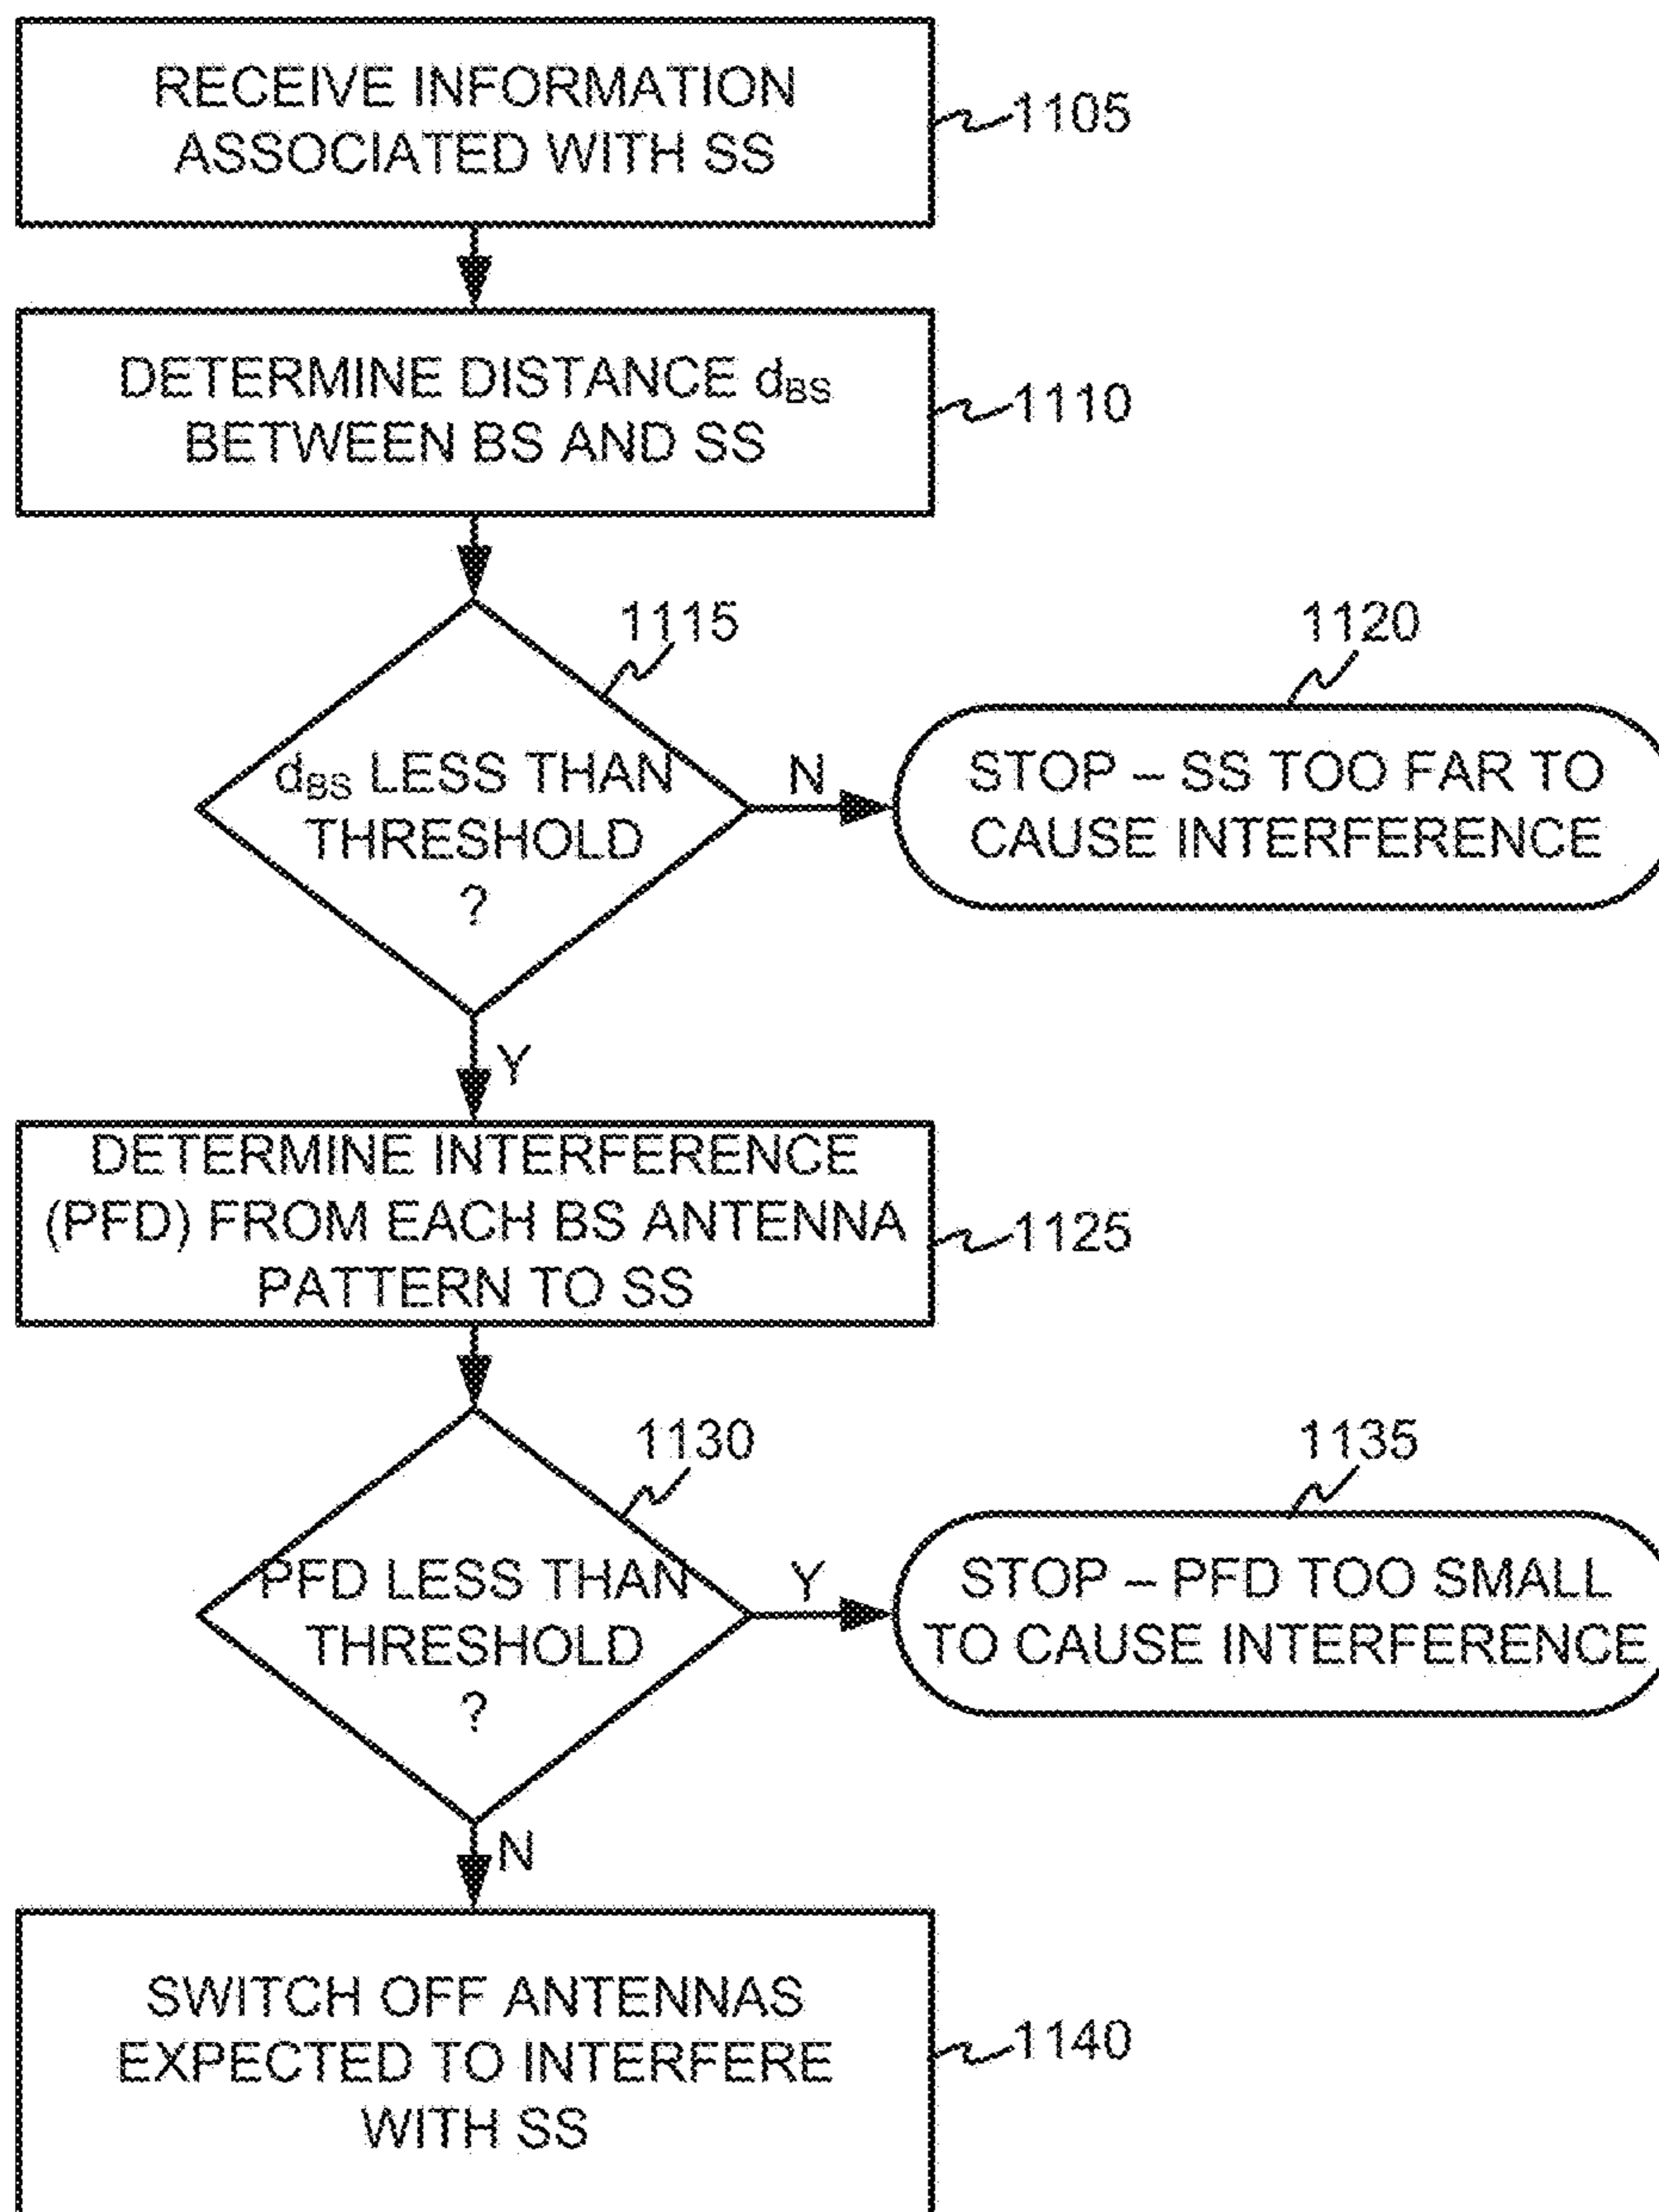 RECEIVE INFORMATION
ASSOCIATED WITH SS
1105
DETERMINE DISTANCE dBS
BETWEEN BS AND SS
1110
1115
dBS LESS THAN
THRESHOLD
?
N
1120
STOP – SS TOO FAR TO
CAUSE INTERFERENCE
Y
DETERMINE INTERFERENCE
(PFD) FROM EACH BS ANTENNA
PATTERN TO SS
1125
1130
PFD LESS THAN
THRESHOLD
?
Y
1135
STOP – PFD TOO SMALL
TO CAUSE INTERFERENCE
N
SWITCH OFF ANTENNAS
EXPECTED TO INTERFERE
WITH SS
1140